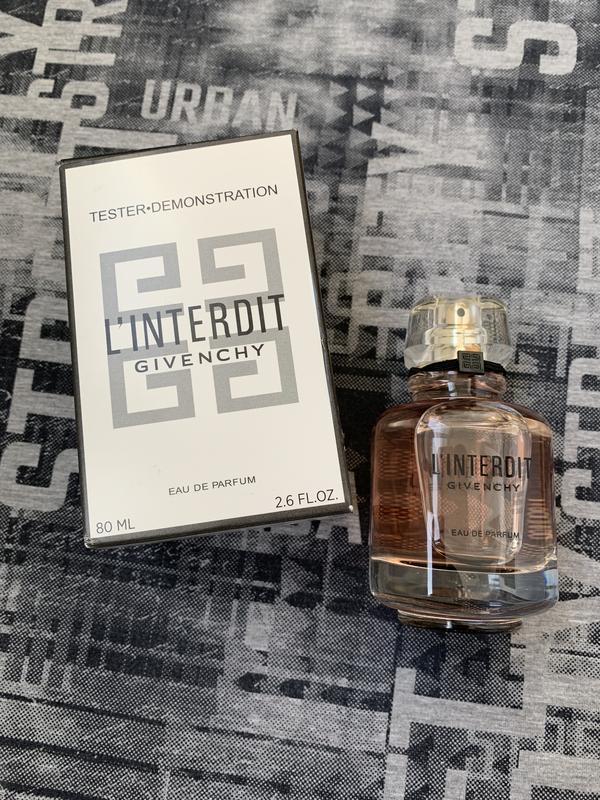 URBAN
TESTER•DEMONSTRATION
L'INTERDIT
GIVENCHY
EAU DE PARFUM
80 ML
2.6 FL.OZ.
L'INTERDIT
GIVENCHY
EAU DE PARFUM